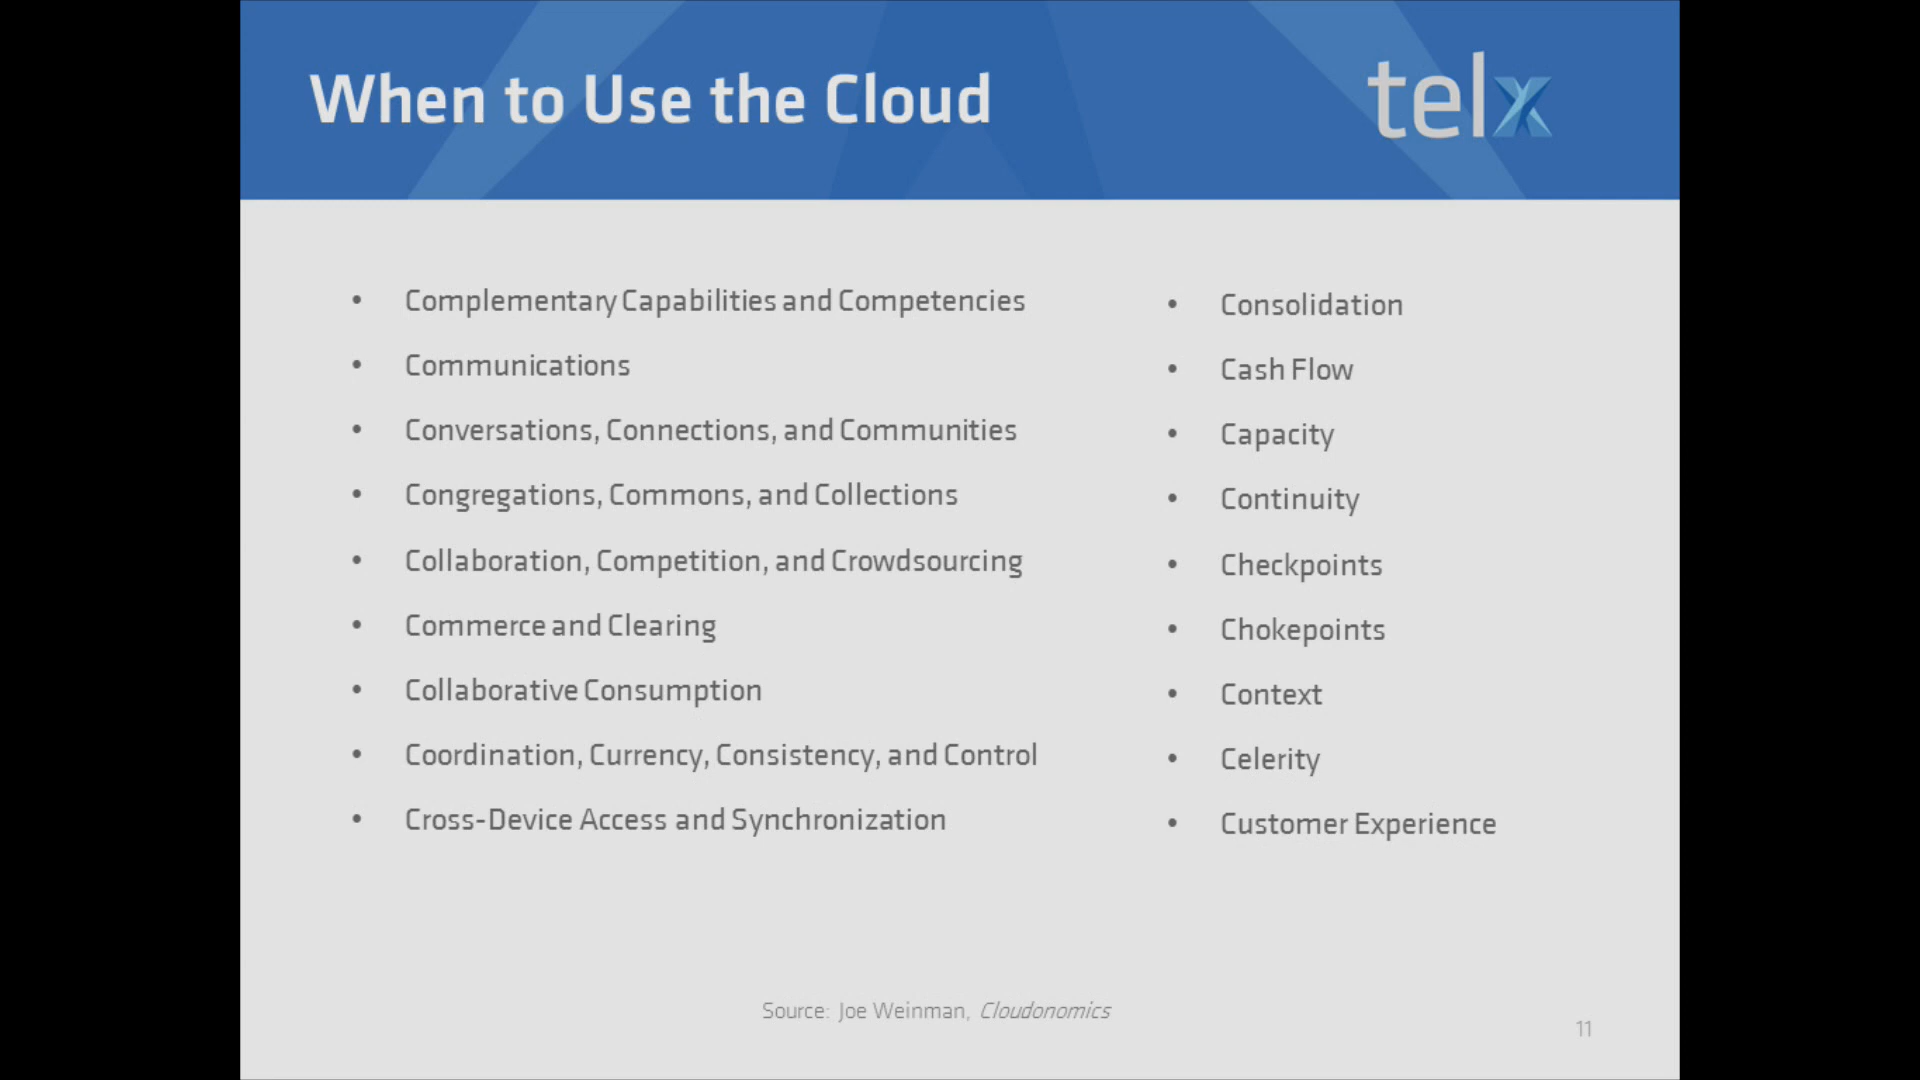 When to Use the Cloud
telx
• Complementary Capabilities and Competencies
• Communications
• Conversations, Connections, and Communities
• Congregations, Commons, and Collections
• Collaboration, Competition, and Crowdsourcing
• Commerce and Clearing
• Collaborative Consumption
• Coordination, Currency, Consistency, and Control
• Cross-Device Access and Synchronization
• Consolidation
• Cash Flow
• Capacity
• Continuity
• Checkpoints
• Chokepoints
• Context
• Celerity
• Customer Experience
Source: Joe Weinman, Cloudonomics
11